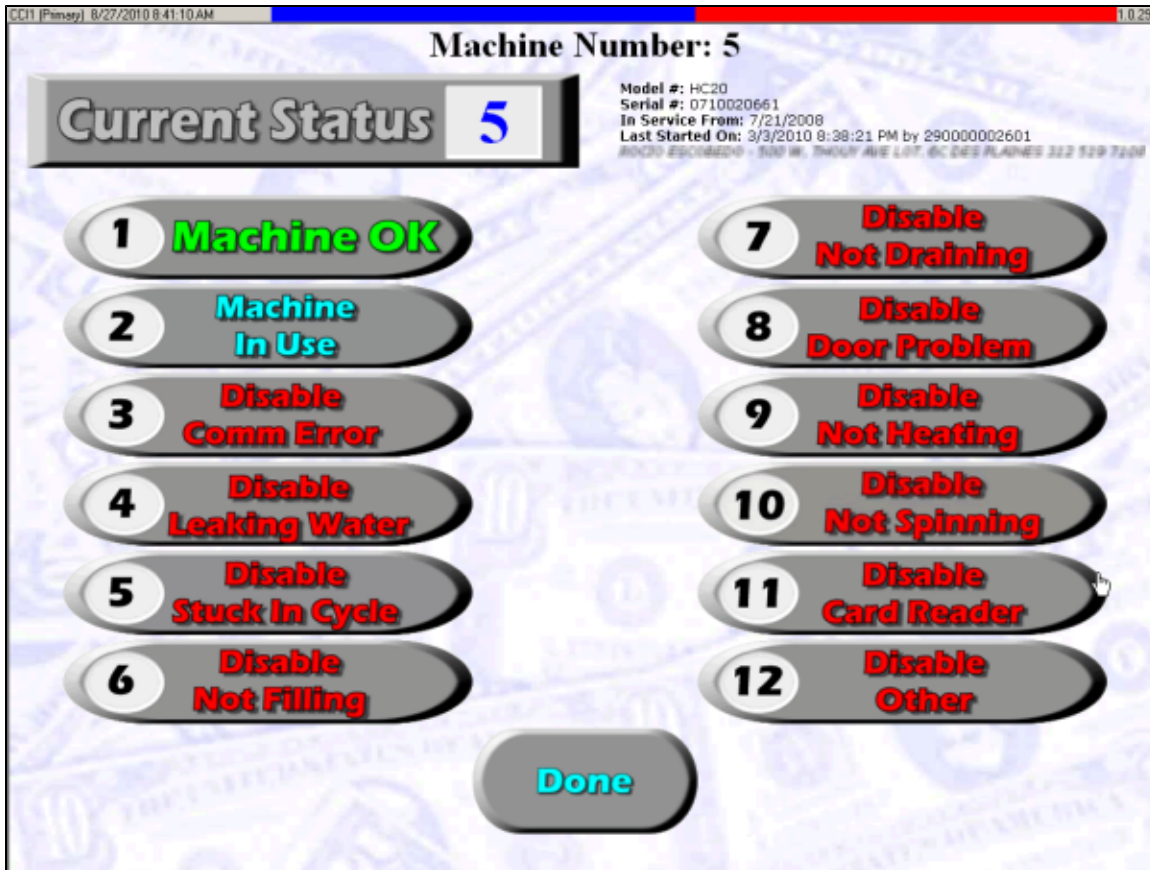 CCI1 (Primary) 8/27/2010 8:41:10 AM
1.0.25
Machine Number: 5
Current Status 5
Model #: HC20
Serial #: 0710020661
In Service From: 7/21/2008
Last Started On: 3/3/2010 8:38:21 PM by 290000002601
1 Machine OK
2 Machine
In Use
3 Disable
Comm Error
4 Disable
Leaking Water
5 Disable
Stuck In Cycle
6 Disable
Not Filling
7 Disable
Not Draining
8 Disable
Door Problem
9 Disable
Not Heating
10 Disable
Not Spinning
11 Disable
Card Reader
12 Disable
Other
Done